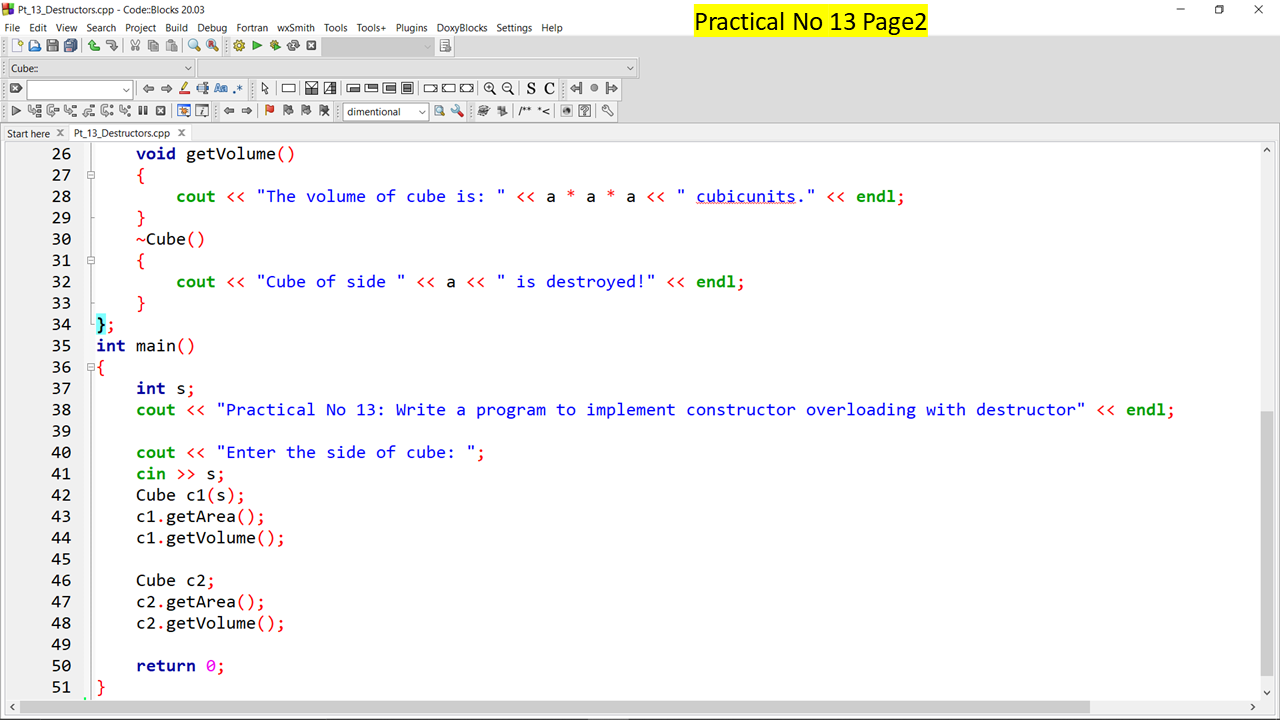 Pt_13_Destructors.cpp - Code::Blocks 20.03
Practical No 13 Page2
File Edit View Search Project Build Debug Fortran wxSmith Tools Tools+ Plugins DoxyBlocks Settings Help
Cube::
Aa .*
S C
dimentional
/** *<
Start here Pt_13_Destructors.cpp
26 void getVolume()
27 {
28 cout << "The volume of cube is: " << a * a * a << " cubicunits." << endl;
29 }
30 ~Cube()
31 {
32 cout << "Cube of side " << a << " is destroyed!" << endl;
33 }
34 };
35 int main()
36 {
37 int s;
38 cout << "Practical No 13: Write a program to implement constructor overloading with destructor" << endl;
39
40 cout << "Enter the side of cube: ";
41 cin >> s;
42 Cube c1(s);
43 c1.getArea();
44 c1.getVolume();
45
46 Cube c2;
47 c2.getArea();
48 c2.getVolume();
49
50 return 0;
51 }